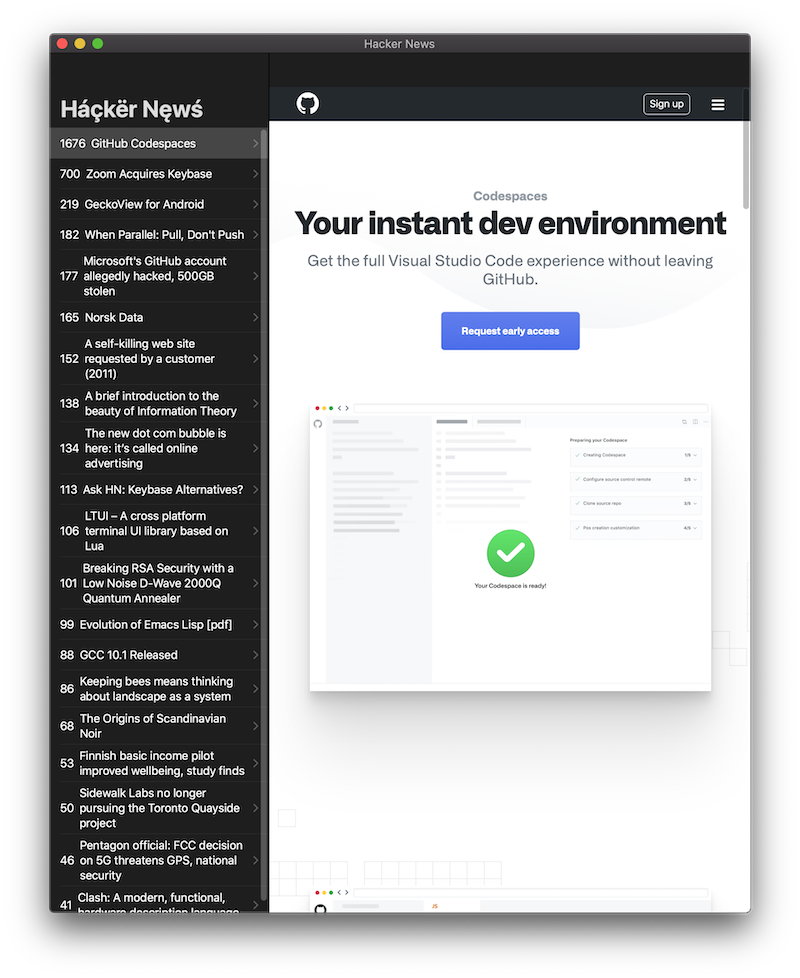 Hacker News
Háçkër Nęwś
1676 GitHub Codespaces
700 Zoom Acquires Keybase
219 GeckoView for Android
182 When Parallel: Pull, Don't Push
Microsoft's GitHub account
177 allegedly hacked, 500GB
stolen
165 Norsk Data
A self-killing web site
152 requested by a customer
(2011)
138 A brief introduction to the
beauty of Information Theory
The new dot com bubble is
134 here: it's called online
advertising
113 Ask HN: Keybase Alternatives?
LTUI – A cross platform
106 terminal UI library based on
Lua
Breaking RSA Security with a
101 Low Noise D-Wave 2000Q
Quantum Annealer
99 Evolution of Emacs Lisp [pdf]
88 GCC 10.1 Released
86 Keeping bees means thinking
about landscape as a system
68 The Origins of Scandinavian
Noir
53 Finnish basic income pilot
improved wellbeing, study finds
Sidewalk Labs no longer
50 pursuing the Toronto Quayside
project
Pentagon official: FCC decision
46 on 5G threatens GPS, national
security
41 Clash: A modern, functional,
hardware description language
Sign up
Codespaces
Your instant dev environment
Get the full Visual Studio Code experience without leaving
GitHub.
Request early access
Preparing your Codespace
Creating Codespace 1/5
Configure source control remote 2/5
Clone source repo 3/5
Pos creation customization 4/5
Your Codespace is ready!
JS